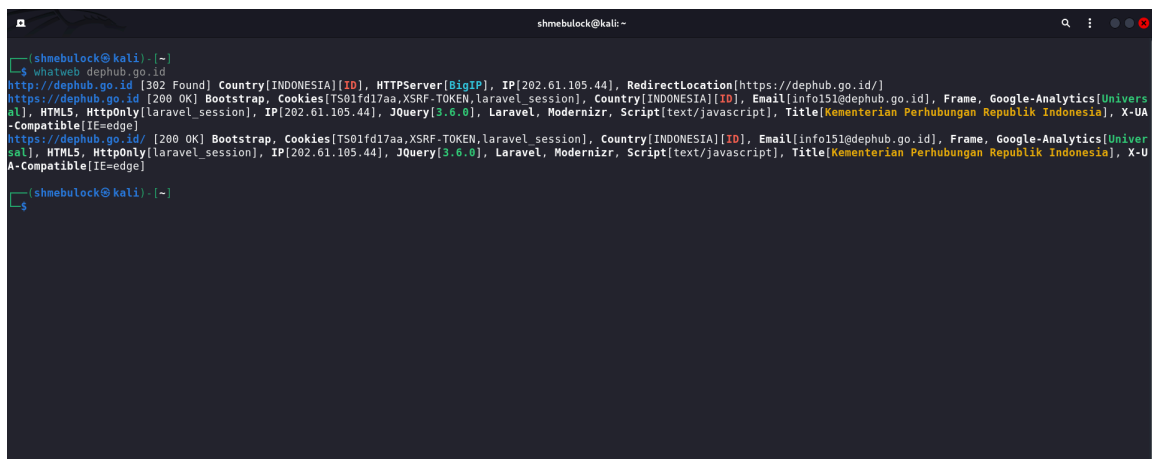 shmebulock@kali: ~
┌──(shmebulock㉿kali)-[~]
└─$ whatweb dephub.go.id
http://dephub.go.id [302 Found] Country[INDONESIA][ID], HTTPServer[BigIP], IP[202.61.105.44], RedirectLocation[https://dephub.go.id/]
https://dephub.go.id [200 OK] Bootstrap, Cookies[TS01fd17aa,XSRF-TOKEN,laravel_session], Country[INDONESIA][ID], Email[info151@dephub.go.id], Frame, Google-Analytics[Univers
al], HTML5, HttpOnly[laravel_session], IP[202.61.105.44], JQuery[3.6.0], Laravel, Modernizr, Script[text/javascript], Title[Kementerian Perhubungan Republik Indonesia], X-UA
-Compatible[IE=edge]
https://dephub.go.id/ [200 OK] Bootstrap, Cookies[TS01fd17aa,XSRF-TOKEN,laravel_session], Country[INDONESIA][ID], Email[info151@dephub.go.id], Frame, Google-Analytics[Univer
sal], HTML5, HttpOnly[laravel_session], IP[202.61.105.44], JQuery[3.6.0], Laravel, Modernizr, Script[text/javascript], Title[Kementerian Perhubungan Republik Indonesia], X-U
A-Compatible[IE=edge]
┌──(shmebulock㉿kali)-[~]
└─$